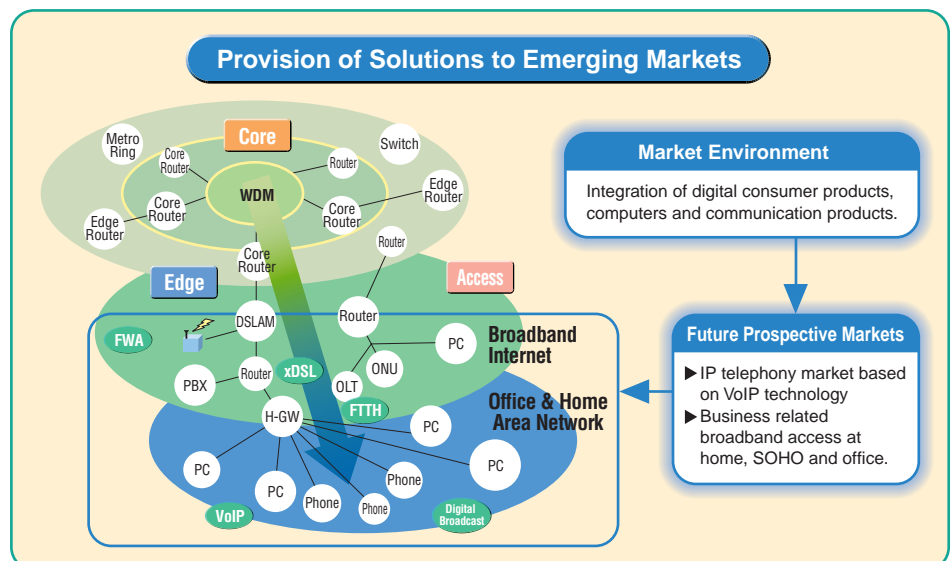 Provision of Solutions to Emerging Markets
Metro
Ring
Core
Switch
Core
Router
Router
WDM
Core
Router
Core
Router
Edge
Router
Edge
Router
Router
Core
Router
Edge
Access
DSLAM
Router
FWA
Broadband
Internet
PC
Router
xDSL
ONU
OLT
PBX
FTTH
Office & Home
Area Network
H-GW
PC
PC
PC
PC
Phone
Phone
Phone
VoIP
Digital
Broadcast
Market Environment
Integration of digital consumer products,
computers and communication products.
Future Prospective Markets
▶ IP telephony market based
on VoIP technology
▶ Business related
broadband access at
home, SOHO and office.